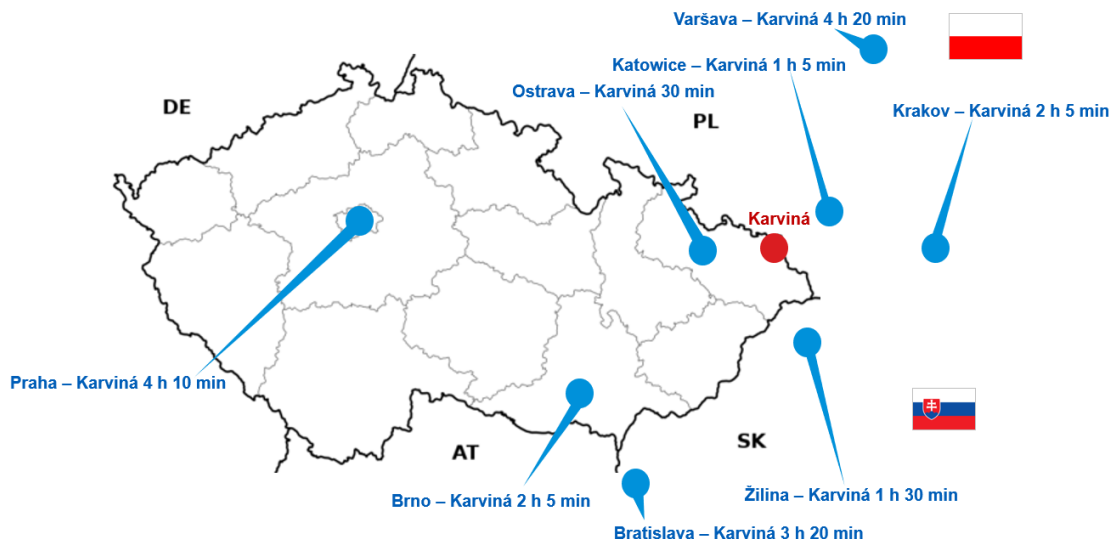 Varšava – Karviná 4 h 20 min
Katowice – Karviná 1 h 5 min
Ostrava – Karviná 30 min
DE
PL
Krakov – Karviná 2 h 5 min
Karviná
Praha – Karviná 4 h 10 min
SK
AT
Brno – Karviná 2 h 5 min
Žilina – Karviná 1 h 30 min
Bratislava – Karviná 3 h 20 min